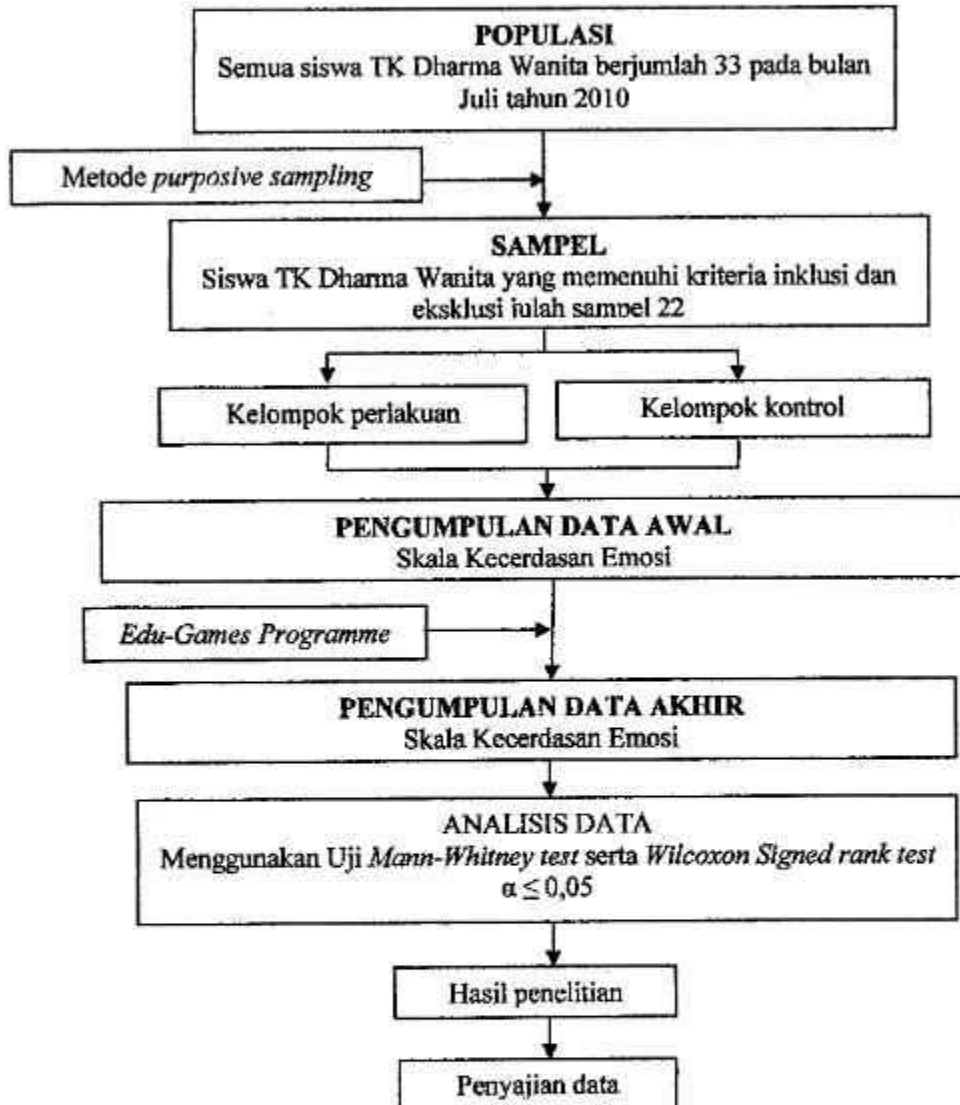 POPULASI
Semua siswa TK Dharma Wanita berjumlah 33 pada bulan
Juli tahun 2010
Metode purposive sampling
SAMPEL
Siswa TK Dharma Wanita yang memenuhi kriteria inklusi dan
eksklusi julah sampel 22
Kelompok perlakuan
Kelompok kontrol
PENGUMPULAN DATA AWAL
Skala Kecerdasan Emosi
Edu-Games Programme
PENGUMPULAN DATA AKHIR
Skala Kecerdasan Emosi
ANALISIS DATA
Menggunakan Uji Mann-Whitney test serta Wilcoxon Signed rank test
α ≤ 0,05
Hasil penelitian
Penyajian data